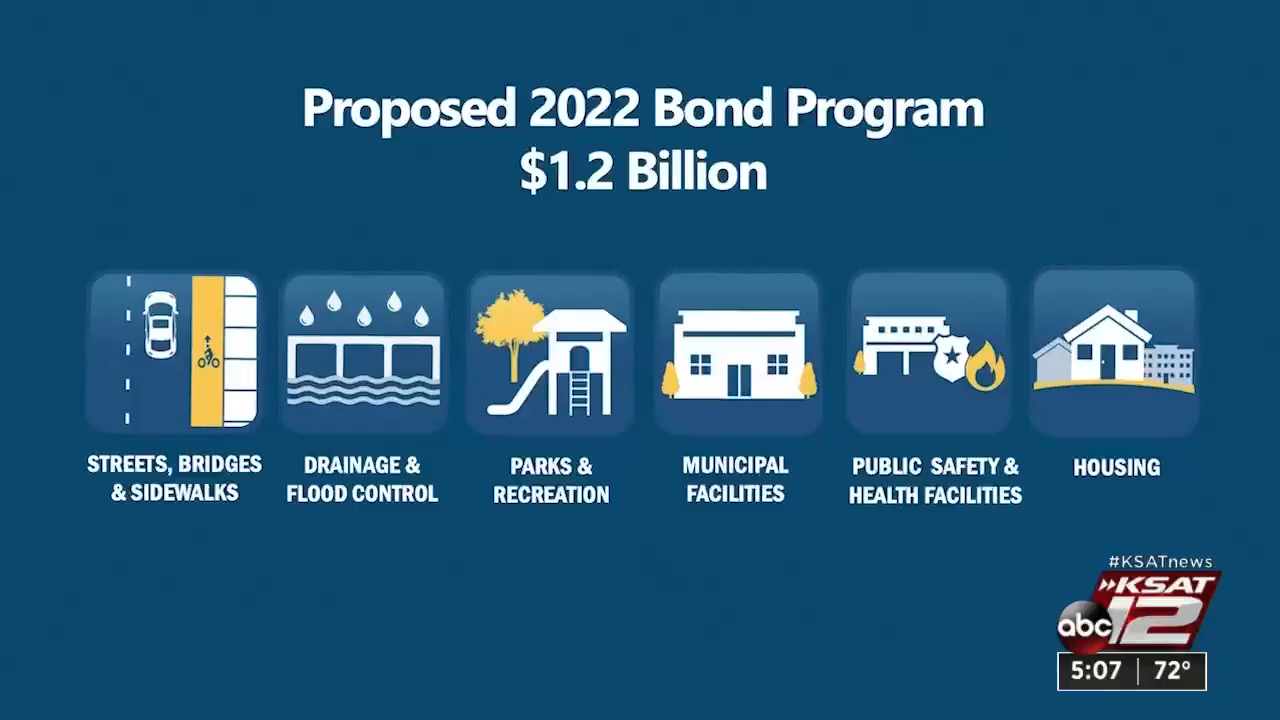 Proposed 2022 Bond Program
$1.2 Billion
STREETS, BRIDGES
& SIDEWALKS
DRAINAGE &
FLOOD CONTROL
PARKS &
RECREATION
MUNICIPAL
FACILITIES
PUBLIC SAFETY &
HEALTH FACILITIES
HOUSING
#KSATnews
KSAT
abc 12
5:07 72°